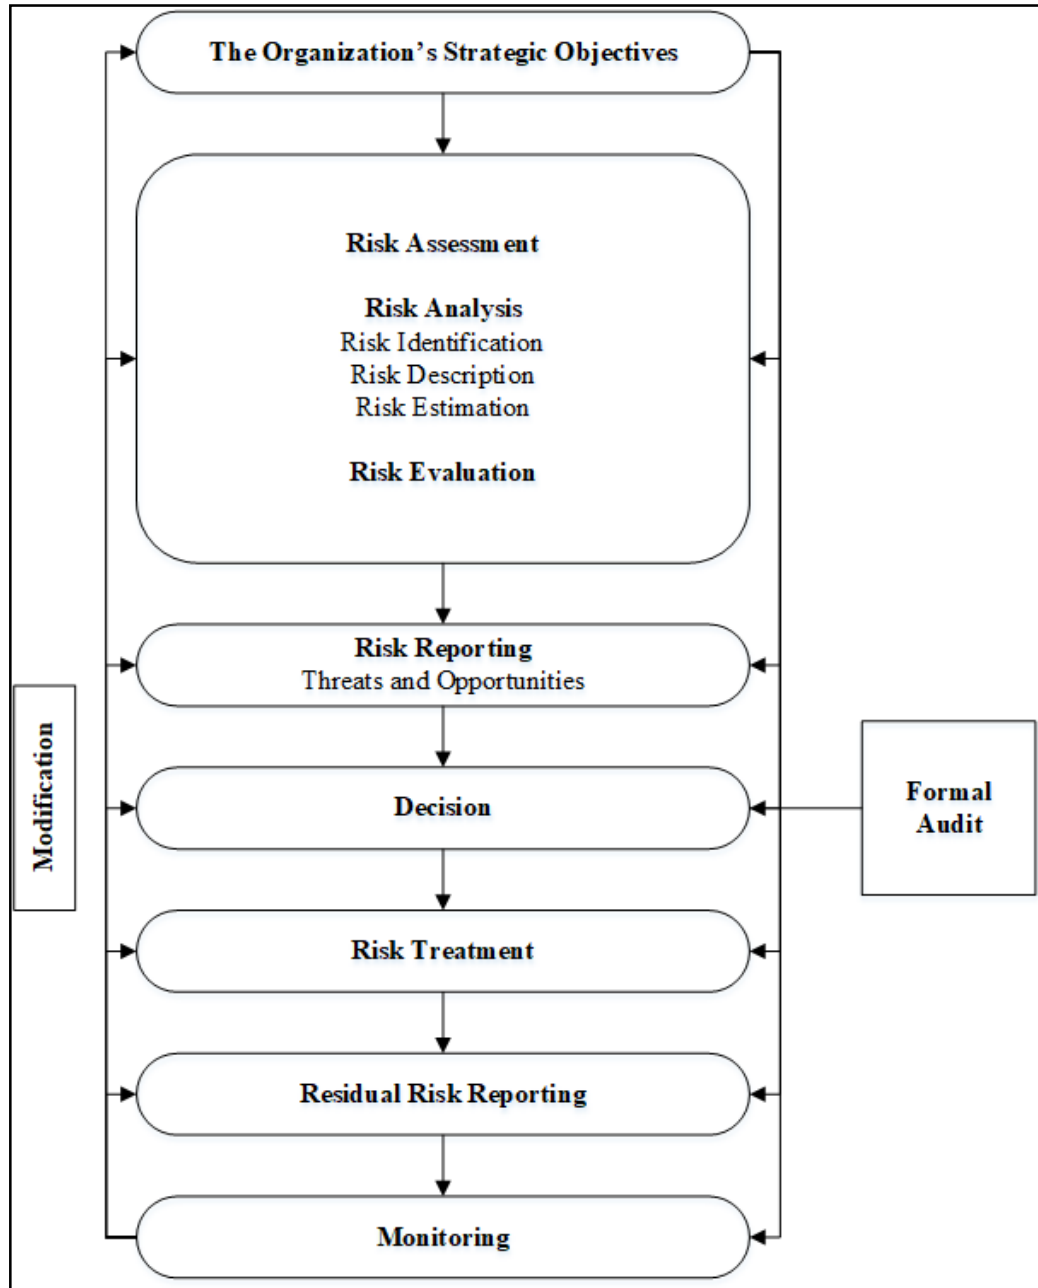 The Organization’s Strategic Objectives
Risk Assessment
Risk Analysis
Risk Identification
Risk Description
Risk Estimation
Risk Evaluation
Risk Reporting
Threats and Opportunities
Modification
Decision
Formal
Audit
Risk Treatment
Residual Risk Reporting
Monitoring